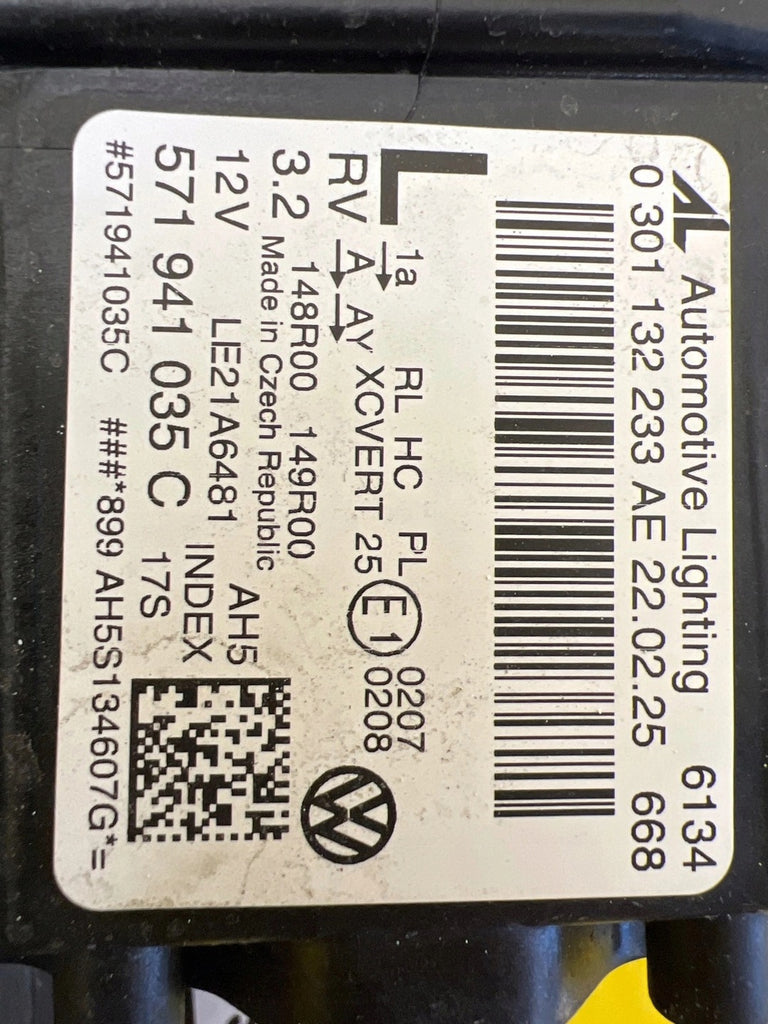 Automotive Lighting 6134
0 301 132 233 AE 22.02.25 668
L 1a RL HC PL 0207
RV A AY XCVERT 25 E1 0208
3.2 148R00 149R00
Made in Czech Republic
12V LE21A6481 AH5
INDEX
571 941 035 C 17S
#571941035C ###*899 AH5S134607G*=